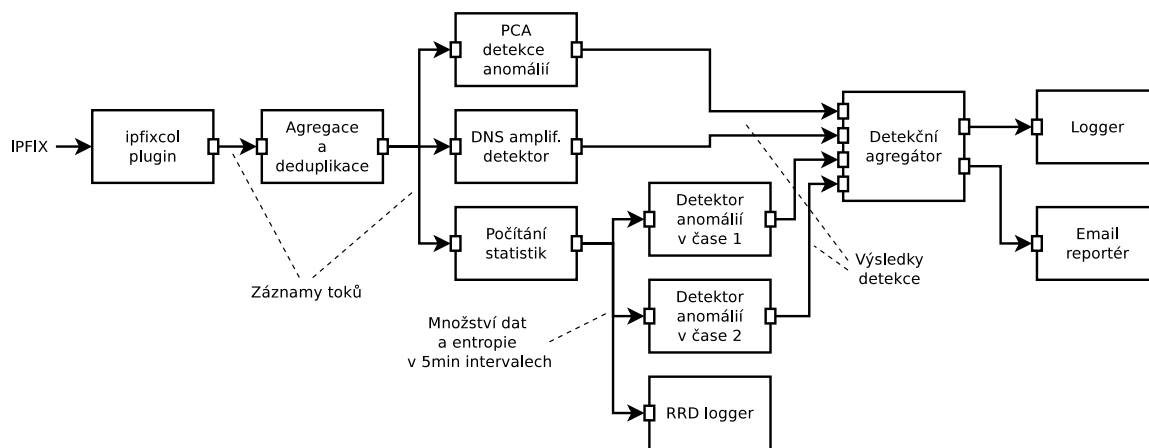 IPFIX
ipfixcol
plugin
Agregace
a
deduplikace
PCA
detekce
anomálií
DNS amplif.
detektor
Počítání
statistik
Záznamy toků
Množství dat
a entropie
v 5min intervalech
Detektor
anomálií
v čase 1
Detektor
anomálií
v čase 2
RRD logger
Výsledky
detekce
Detekční
agregátor
Logger
Email
reportér